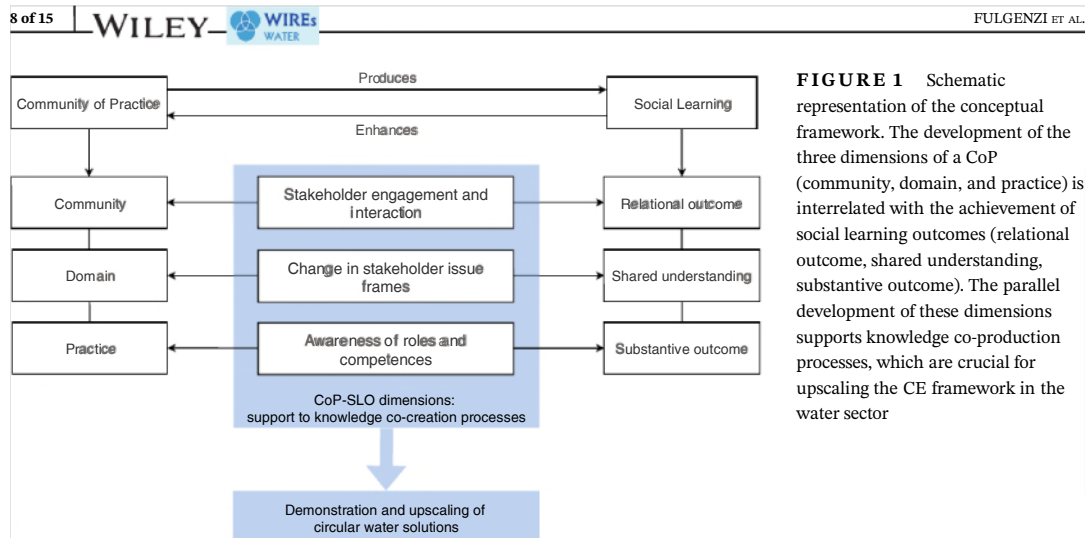 8 of 15
WILEY
WIREs
WATER
FULGENZI ET AL.
Community of Practice
Produces
Enhances
Social Learning
Community
Stakeholder engagement and
interaction
Relational outcome
Domain
Change in stakeholder issue
frames
Shared understanding
Practice
Awareness of roles and
competences
Substantive outcome
CoP-SLO dimensions:
support to knowledge co-creation processes
Demonstration and upscaling of
circular water solutions
FIGURE 1 Schematic
representation of the conceptual
framework. The development of the
three dimensions of a CoP
(community, domain, and practice) is
interrelated with the achievement of
social learning outcomes (relational
outcome, shared understanding,
substantive outcome). The parallel
development of these dimensions
supports knowledge co-production
processes, which are crucial for
upscaling the CE framework in the
water sector